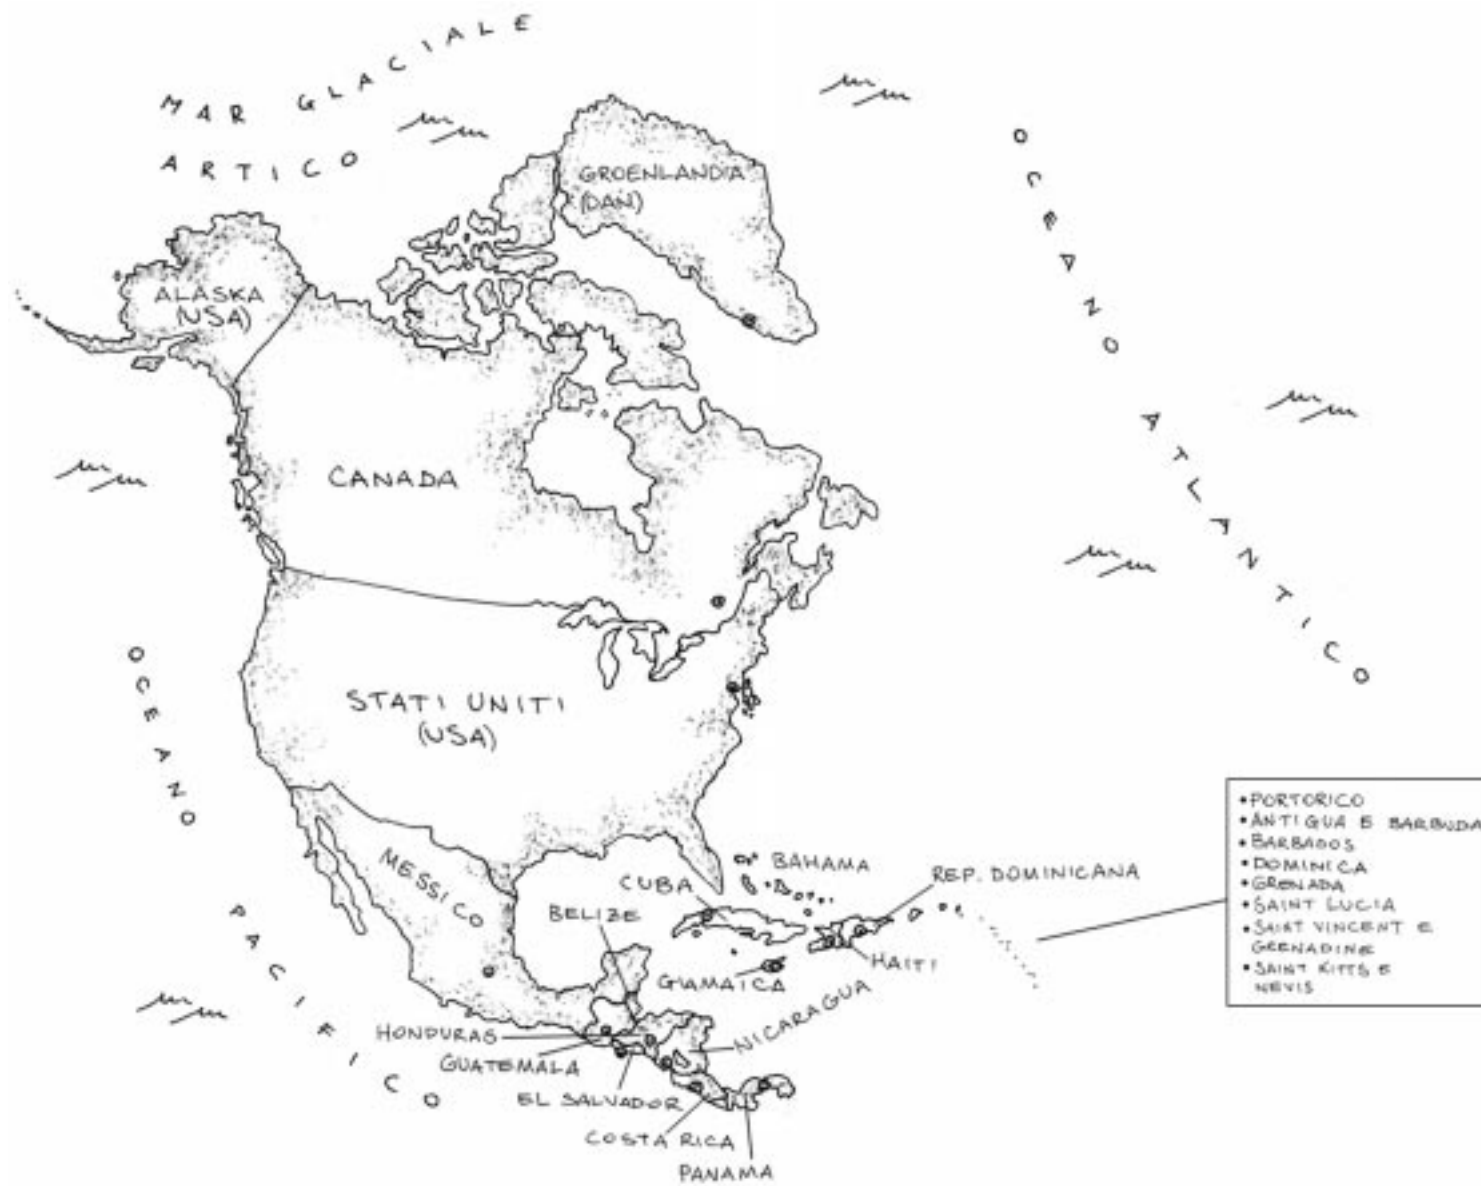 MAR GLACIALE
ARTICO
GROENLANDIA
(DAN)
OCEANO ATLANTICO
ALASKA
(USA)
CANADA
STATI UNITI
(USA)
OCEANO PACIFICO
MESSICO
BAHAMA
CUBA
REP. DOMINICANA
BELIZE
HAITI
GIAMAICA
NICARAGUA
HONDURAS
GUATEMALA
EL SALVADOR
COSTA RICA
PANAMA
• PORTORICO
• ANTIGUA E BARBUDA
• BARBADOS
• DOMINICA
• GRENADA
• SAINT LUCIA
• SAINT VINCENT E
GRENADINE
• SAINT KITTS E
NEVIS